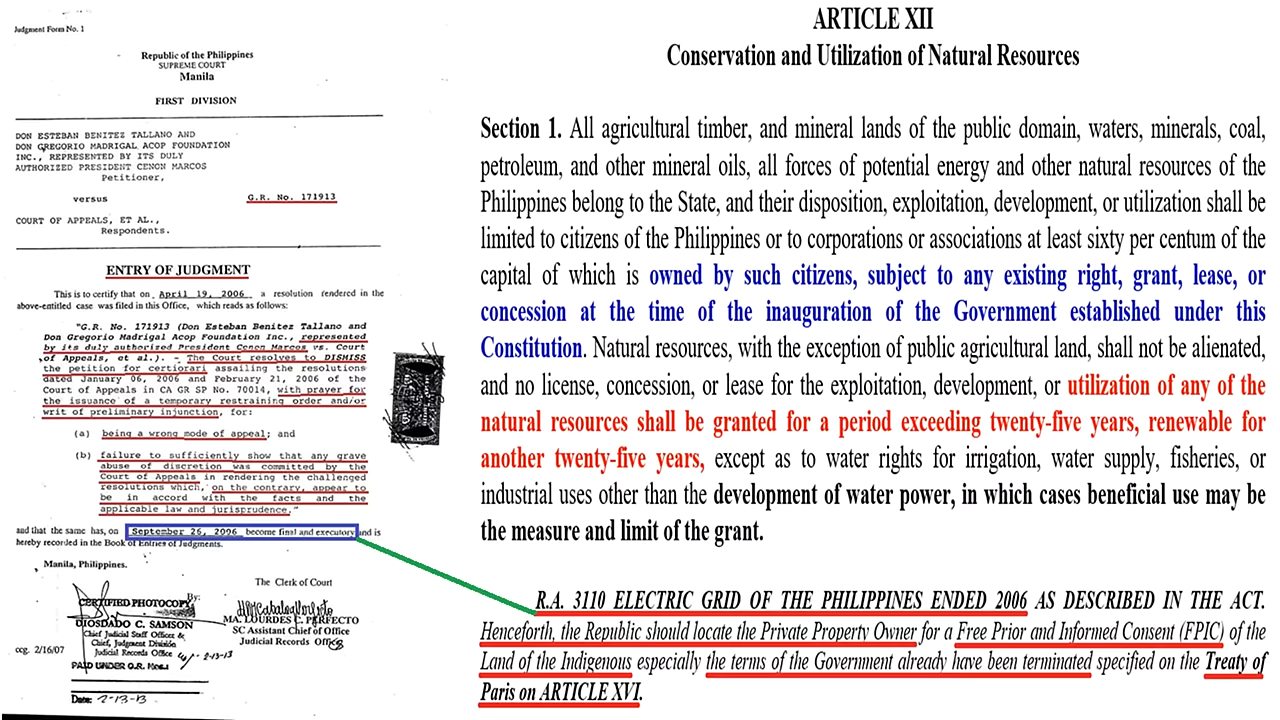 Judgment Form No. 1
Republic of the Philippines
SUPREME COURT
Manila
FIRST DIVISION
DON ESTEBAN BENITEZ TALLANO AND
DON GREGORIO MADRIGAL ACOP FOUNDATION
INC., REPRESENTED BY ITS DULY
AUTHORIZED PRESIDENT CENON MARCOS
Petitioner,
versus
G.R. No. 171913
COURT OF APPEALS, ET AL.,
Respondents.
ENTRY OF JUDGMENT
This is to certify that on April 19, 2006 a resolution rendered in the
above-entitled case was filed in this Office, which reads as follows:
"G.R. No. 171913 (Don Esteban Benitez Tallano and
Don Gregorio Madrigal Acop Foundation Inc., represented
by its duly authorized President Cenon Marcos vs. Court
of Appeals, et al.). - The Court resolves to DISMISS
the petition for certiorari assailing the resolutions
dated January 06, 2006 and February 21, 2006 of the
Court of Appeals in CA GR SP No. 70014, with prayer for
the issuance of a temporary restraining order and/or
writ of preliminary injunction, for:
(a) being a wrong mode of appeal; and
(b) failure to sufficiently show that any grave
abuse of discretion was committed by the
Court of Appeals in rendering the challenged
resolutions which, on the contrary, appear to
be in accord with the facts and the
applicable law and jurisprudence."
and that the same has, on September 26, 2006 become final and executory and is
hereby recorded in the Book of Entries of Judgments.
Manila, Philippines.
The Clerk of Court
By:
CERTIFIED PHOTOCOPY
DIOSDADO C. SAMSON
Chief Judicial Staff Officer &
Chief, Judgment Division
Judicial Records Office
MA. LOURDES C. PERFECTO
SC Assistant Chief of Office
Judicial Records Office
ccg. 2/16/07
2-13-13
PAID UNDER O.R. No.
Date: 2-13-13
ARTICLE XII
Conservation and Utilization of Natural Resources
Section 1. All agricultural timber, and mineral lands of the public domain, waters, minerals, coal,
petroleum, and other mineral oils, all forces of potential energy and other natural resources of the
Philippines belong to the State, and their disposition, exploitation, development, or utilization shall be
limited to citizens of the Philippines or to corporations or associations at least sixty per centum of the
capital of which is owned by such citizens, subject to any existing right, grant, lease, or
concession at the time of the inauguration of the Government established under this
Constitution. Natural resources, with the exception of public agricultural land, shall not be alienated,
and no license, concession, or lease for the exploitation, development, or utilization of any of the
natural resources shall be granted for a period exceeding twenty-five years, renewable for
another twenty-five years, except as to water rights for irrigation, water supply, fisheries, or
industrial uses other than the development of water power, in which cases beneficial use may be
the measure and limit of the grant.
R.A. 3110 ELECTRIC GRID OF THE PHILIPPINES ENDED 2006 AS DESCRIBED IN THE ACT.
Henceforth, the Republic should locate the Private Property Owner for a Free Prior and Informed Consent (FPIC) of the
Land of the Indigenous especially the terms of the Government already have been terminated specified on the Treaty of
Paris on ARTICLE XVI.